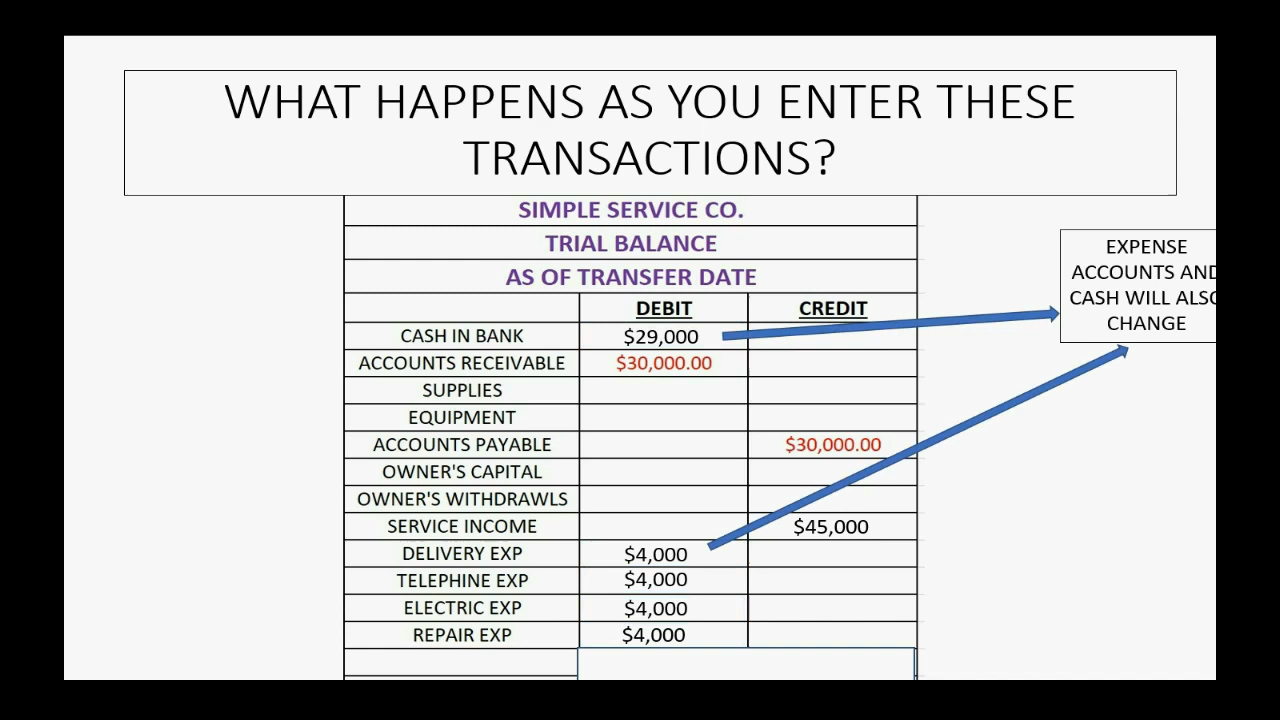 WHAT HAPPENS AS YOU ENTER THESE
TRANSACTIONS?
SIMPLE SERVICE CO.
TRIAL BALANCE
AS OF TRANSFER DATE
DEBIT CREDIT
CASH IN BANK $29,000
ACCOUNTS RECEIVABLE $30,000.00
SUPPLIES
EQUIPMENT
ACCOUNTS PAYABLE $30,000.00
OWNER'S CAPITAL
OWNER'S WITHDRAWLS
SERVICE INCOME $45,000
DELIVERY EXP $4,000
TELEPHINE EXP $4,000
ELECTRIC EXP $4,000
REPAIR EXP $4,000
EXPENSE
ACCOUNTS AND
CASH WILL ALSO
CHANGE